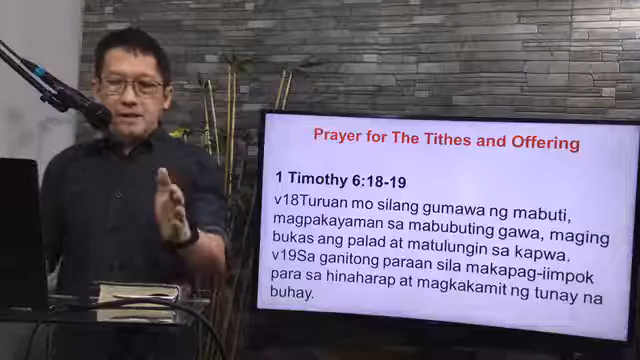 Prayer for The Tithes and Offering
1 Timothy 6:18-19
v18Turuan mo silang gumawa ng mabuti,
magpakayaman sa mabubuting gawa, maging
bukas ang palad at matulungin sa kapwa.
v19Sa ganitong paraan sila makapag-iimpok
para sa hinaharap at magkakamit ng tunay na
buhay.